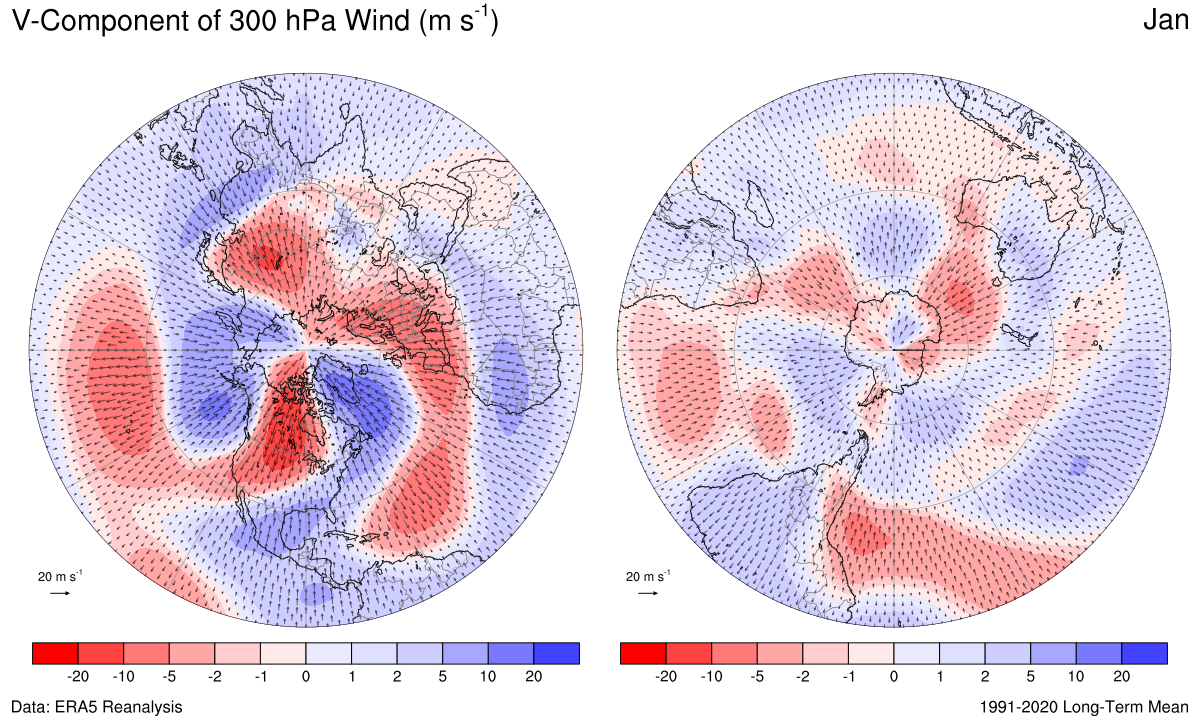 V-Component of 300 hPa Wind (m s-1)
Jan
20 m s-1
20 m s-1
-20 -10 -5 -2 -1 0 1 2 5 10 20
-20 -10 -5 -2 -1 0 1 2 5 10 20
Data: ERA5 Reanalysis
1991-2020 Long-Term Mean